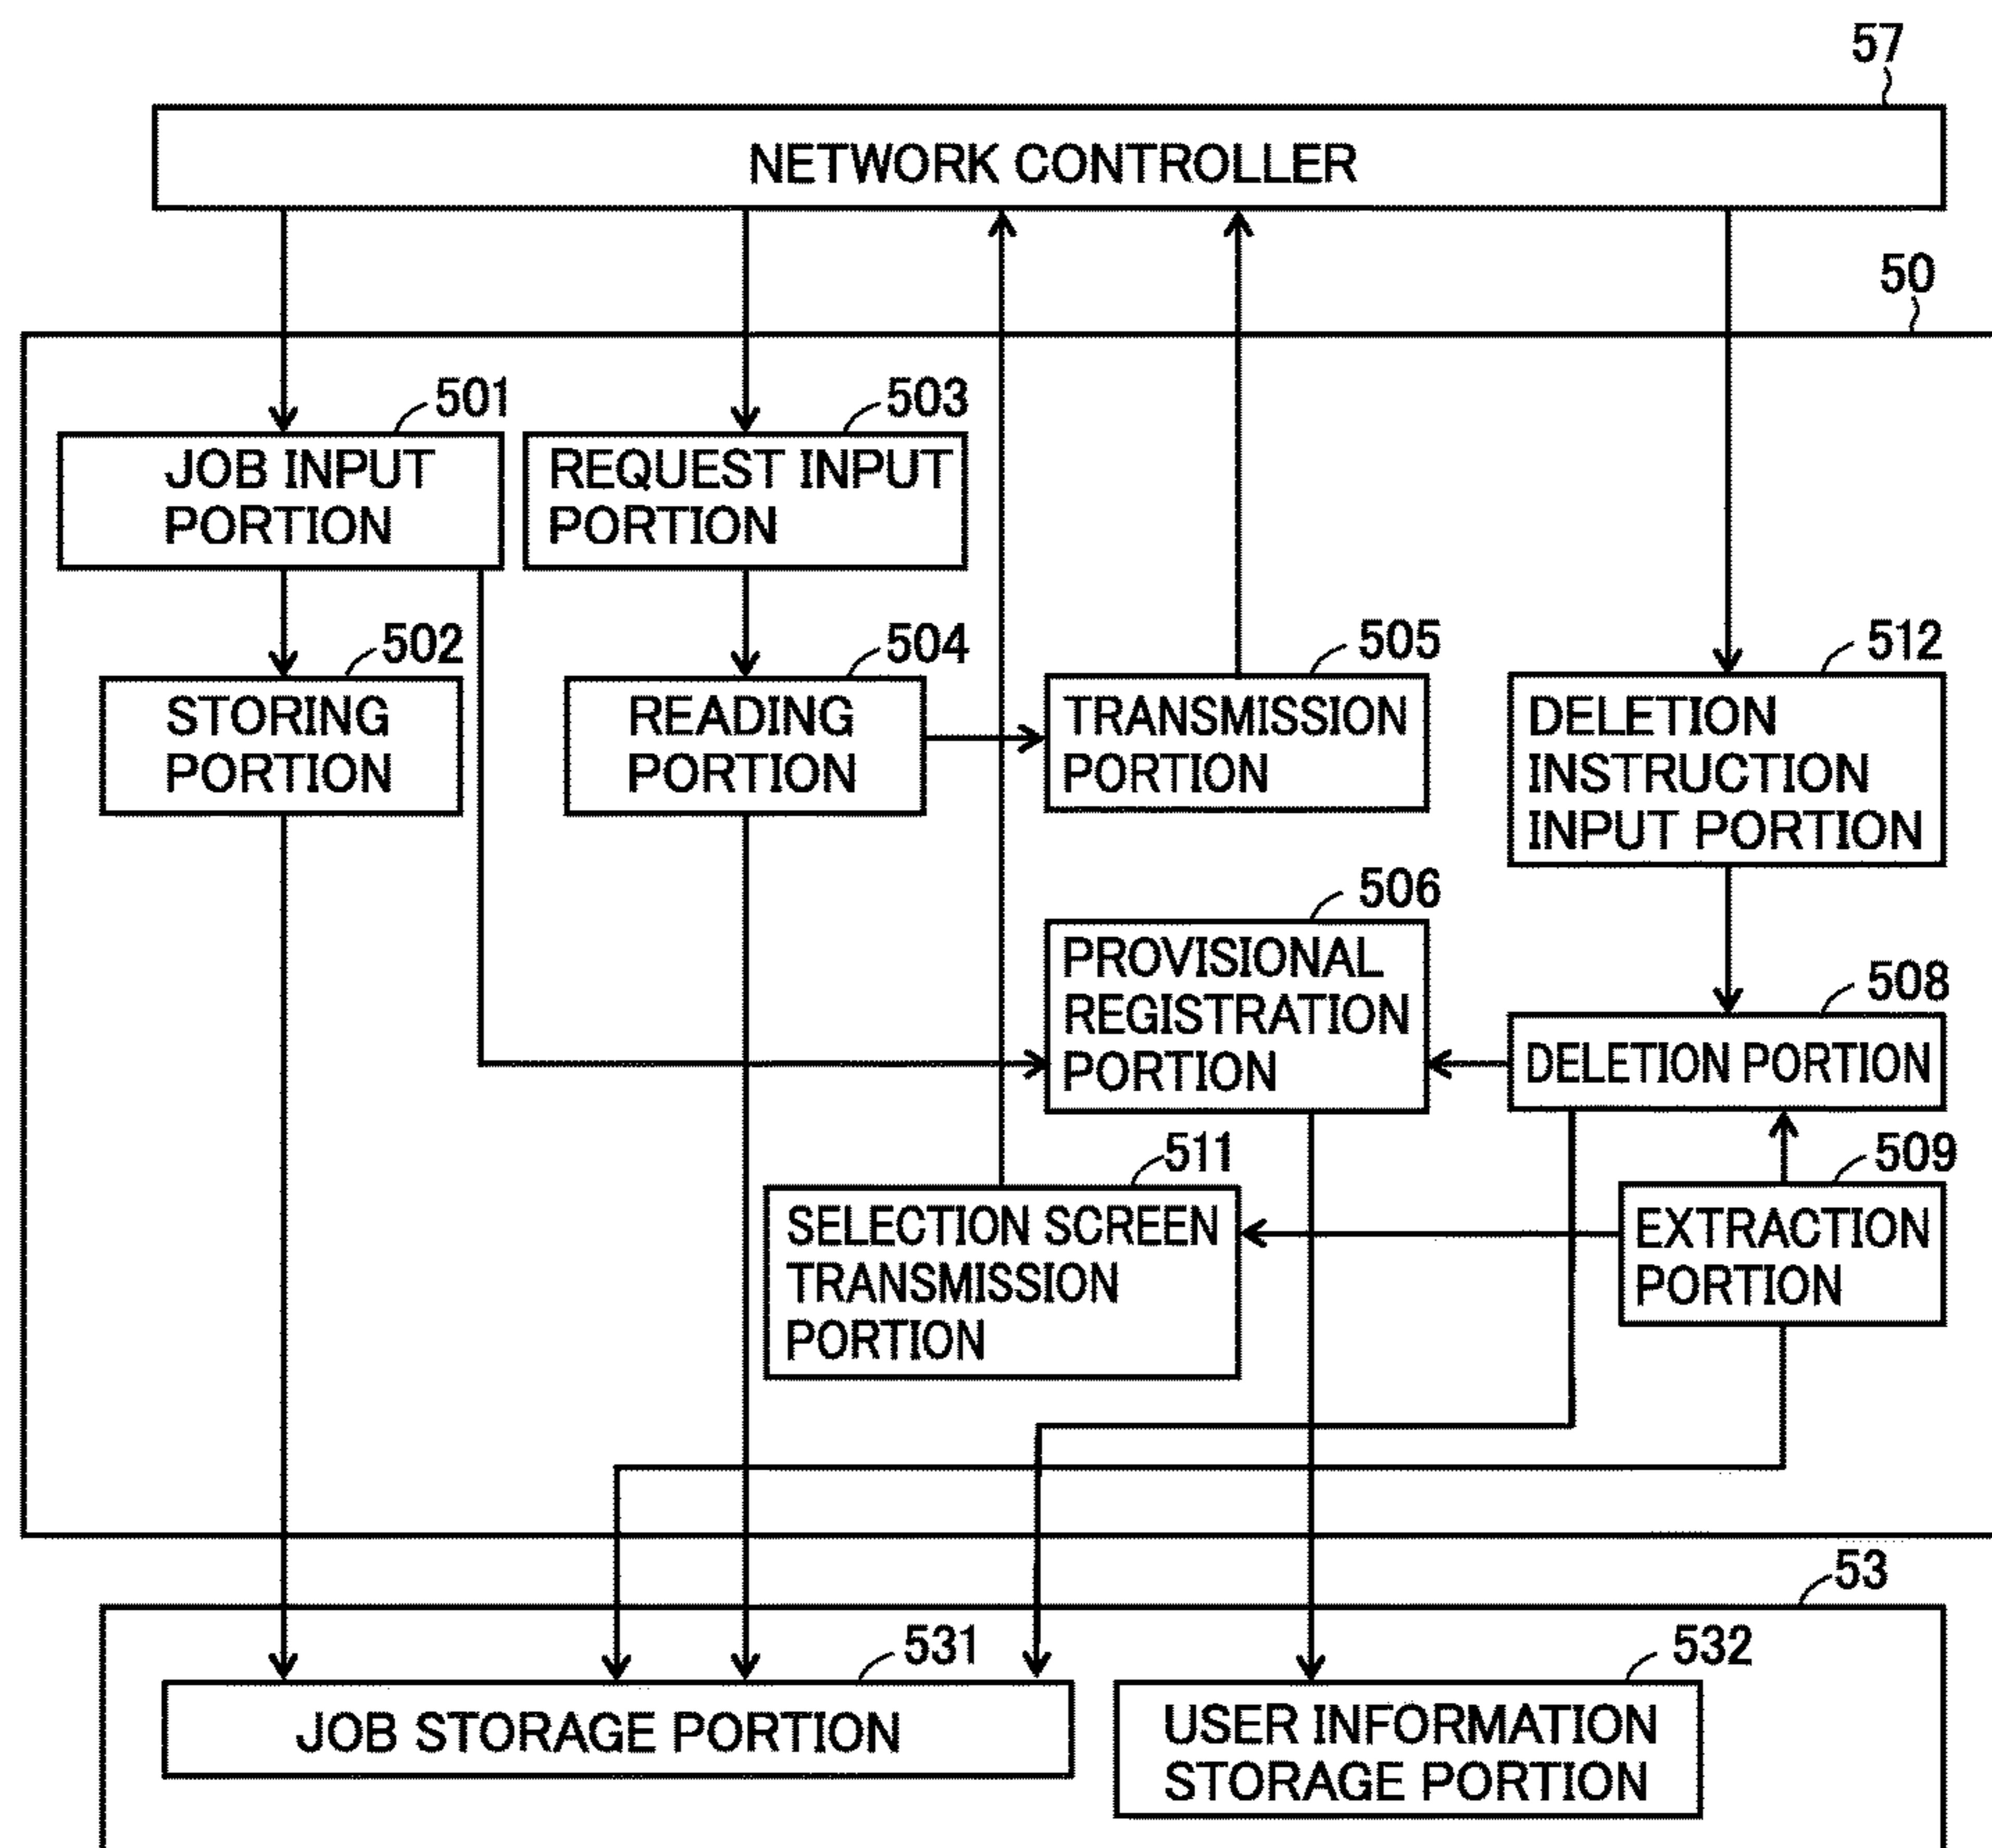 57
NETWORK CONTROLLER
50
501
JOB INPUT
PORTION
503
REQUEST INPUT
PORTION
502
STORING
PORTION
504
READING
PORTION
505
TRANSMISSION
PORTION
512
DELETION
INSTRUCTION
INPUT PORTION
506
PROVISIONAL
REGISTRATION
PORTION
508
DELETION PORTION
511
SELECTION SCREEN
TRANSMISSION
PORTION
509
EXTRACTION
PORTION
53
531
JOB STORAGE PORTION
532
USER INFORMATION
STORAGE PORTION